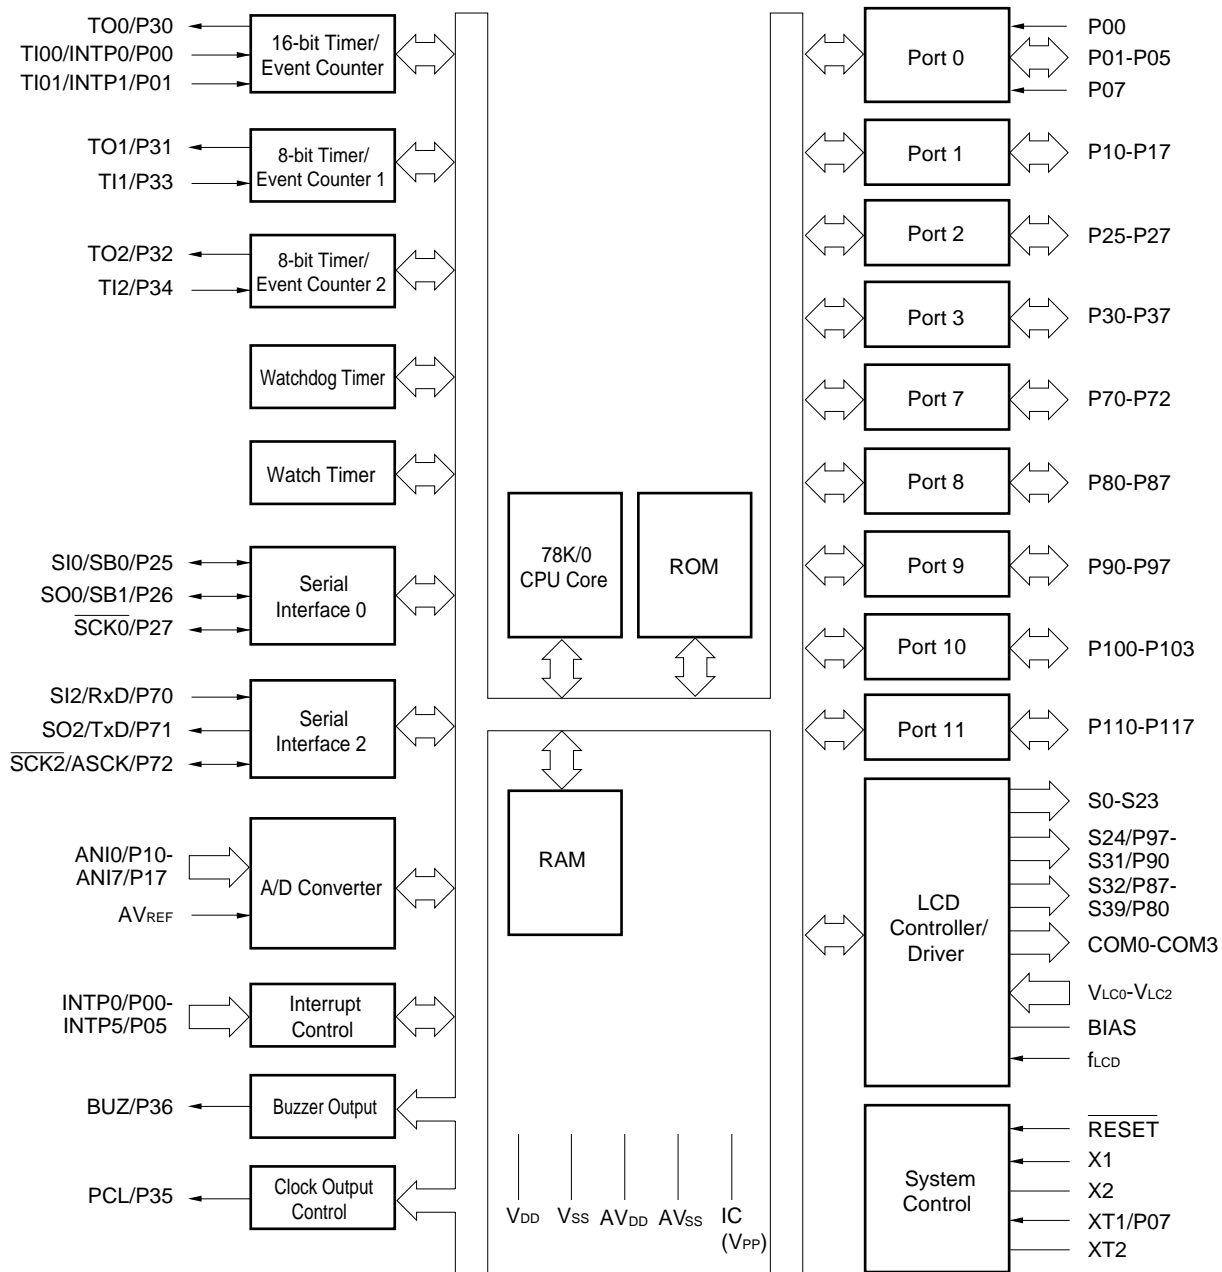 TO0/P30
TI00/INTP0/P00
TI01/INTP1/P01
16-bit Timer/
Event Counter
TO1/P31
TI1/P33
8-bit Timer/
Event Counter 1
TO2/P32
TI2/P34
8-bit Timer/
Event Counter 2
Watchdog Timer
Watch Timer
SI0/SB0/P25
SO0/SB1/P26
SCK0/P27
Serial
Interface 0
SI2/RxD/P70
SO2/TxD/P71
SCK2/ASCK/P72
Serial
Interface 2
ANI0/P10-
ANI7/P17
AVREF
A/D Converter
INTP0/P00-
INTP5/P05
Interrupt
Control
BUZ/P36
Buzzer Output
PCL/P35
Clock Output
Control
78K/0
CPU Core
ROM
RAM
VDD
VSS
AVDD
AVSS
IC
(VPP)
Port 0
P00
P01-P05
P07
Port 1
P10-P17
Port 2
P25-P27
Port 3
P30-P37
Port 7
P70-P72
Port 8
P80-P87
Port 9
P90-P97
Port 10
P100-P103
Port 11
P110-P117
LCD
Controller/
Driver
S0-S23
S24/P97-
S31/P90
S32/P87-
S39/P80
COM0-COM3
VLC0-VLC2
BIAS
fLCD
System
Control
RESET
X1
X2
XT1/P07
XT2